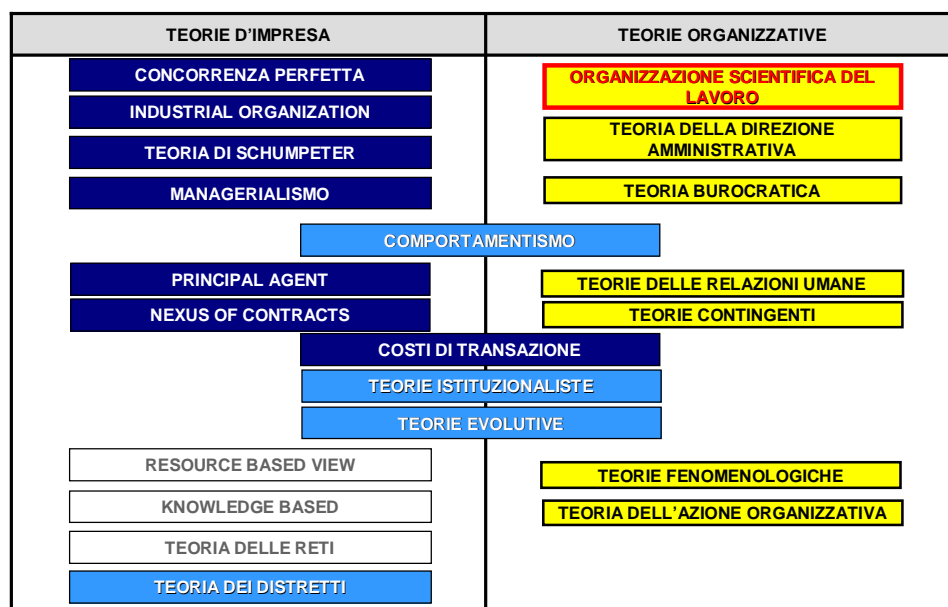 TEORIE D'IMPRESA
TEORIE ORGANIZZATIVE
CONCORRENZA PERFETTA
ORGANIZZAZIONE SCIENTIFICA DEL
LAVORO
INDUSTRIAL ORGANIZATION
TEORIA DELLA DIREZIONE
AMMINISTRATIVA
TEORIA DI SCHUMPETER
MANAGERIALISMO
TEORIA BUROCRATICA
COMPORTAMENTISMO
PRINCIPAL AGENT
TEORIE DELLE RELAZIONI UMANE
NEXUS OF CONTRACTS
TEORIE CONTINGENTI
COSTI DI TRANSAZIONE
TEORIE ISTITUZIONALISTE
TEORIE EVOLUTIVE
RESOURCE BASED VIEW
TEORIE FENOMENOLOGICHE
KNOWLEDGE BASED
TEORIA DELL'AZIONE ORGANIZZATIVA
TEORIA DELLE RETI
TEORIA DEI DISTRETTI